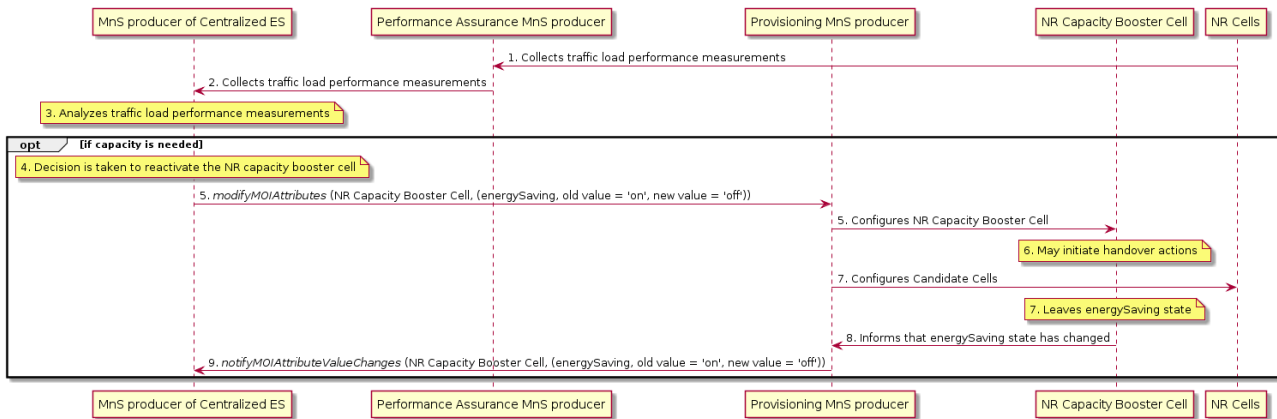 MnS producer of Centralized ES Performance Assurance MnS producer Provisioning MnS producer NR Capacity Booster Cell NR Cells
1. Collects traffic load performance measurements
2. Collects traffic load performance measurements
3. Analyzes traffic load performance measurements
opt [if capacity is needed]
4. Decision is taken to reactivate the NR capacity booster cell
5. modifyMOIAttributes (NR Capacity Booster Cell, (energySaving, old value = 'on', new value = 'off'))
5. Configures NR Capacity Booster Cell
6. May initiate handover actions
7. Configures Candidate Cells
7. Leaves energySaving state
8. Informs that energySaving state has changed
9. notifyMOIAttributeValueChanges (NR Capacity Booster Cell, (energySaving, old value = 'on', new value = 'off'))
MnS producer of Centralized ES Performance Assurance MnS producer Provisioning MnS producer NR Capacity Booster Cell NR Cells